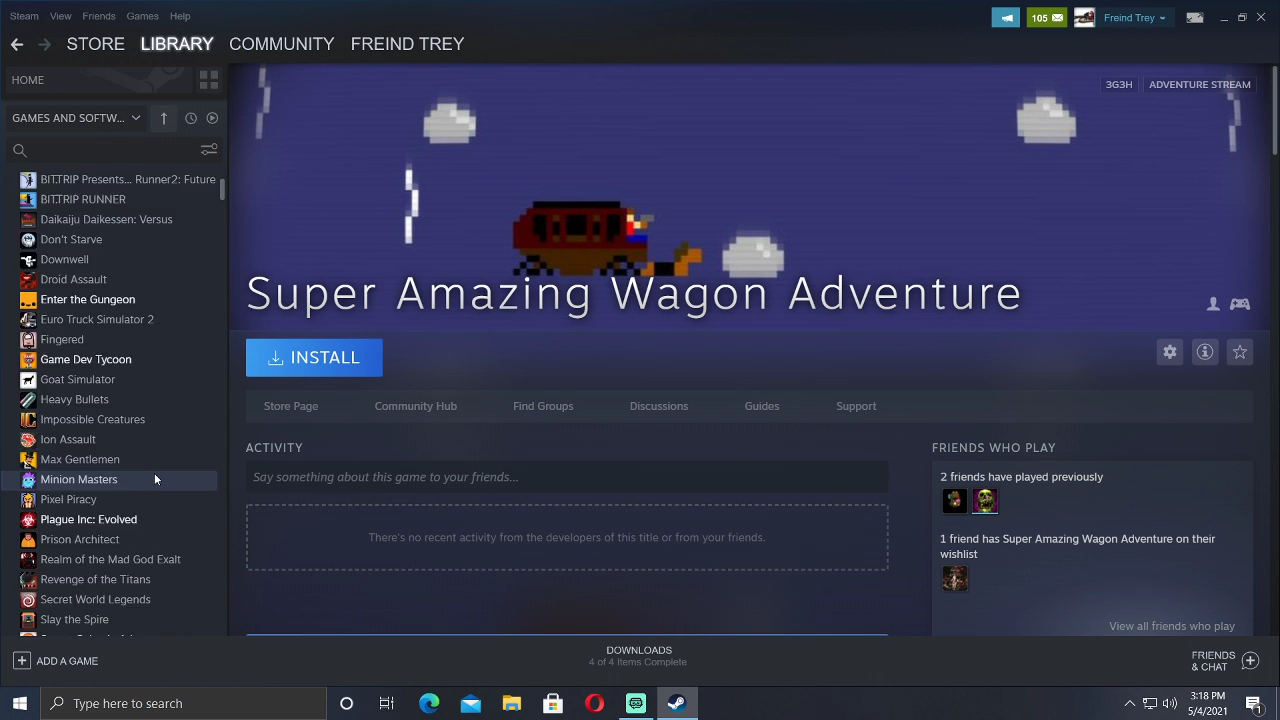 Steam View Friends Games Help
105 Freind Trey
STORE LIBRARY COMMUNITY FREIND TREY
HOME
GAMES AND SOFTW...
3G3H ADVENTURE STREAM
BIT.TRIP Presents... Runner2: Future
BIT.TRIP RUNNER
Daikaiju Daikessen: Versus
Don't Starve
Downwell
Droid Assault
Enter the Gungeon
Euro Truck Simulator 2
Fingered
Game Dev Tycoon
Goat Simulator
Heavy Bullets
Impossible Creatures
Ion Assault
Max Gentlemen
Minion Masters
Pixel Piracy
Plague Inc: Evolved
Prison Architect
Realm of the Mad God Exalt
Revenge of the Titans
Secret World Legends
Slay the Spire
Super Amazing Wagon Adventure
INSTALL
Store Page Community Hub Find Groups Discussions Guides Support
ACTIVITY
Say something about this game to your friends...
There's no recent activity from the developers of this title or from your friends.
FRIENDS WHO PLAY
2 friends have played previously
1 friend has Super Amazing Wagon Adventure on their
wishlist
View all friends who play
ADD A GAME
DOWNLOADS
4 of 4 Items Complete
FRIENDS
& CHAT
Type here to search
3:18 PM
5/4/2021